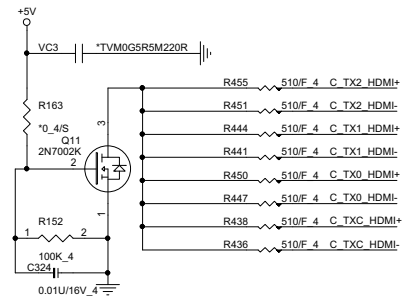 +5V
VC3 *TVM0G5R5M220R
R455 510/F_4 C_TX2_HDMI+
R451 510/F_4 C_TX2_HDMI-
R163
R444 510/F_4 C_TX1_HDMI+
*0_4/S
3
Q11
2N7002K
R441 510/F_4 C_TX1_HDMI-
2
R450 510/F_4 C_TX0_HDMI+
R447 510/F_4 C_TX0_HDMI-
1
R152
R438 510/F_4 C_TXC_HDMI+
1 2
R436 510/F_4 C_TXC_HDMI-
100K_4
C324
0.01U/16V_4